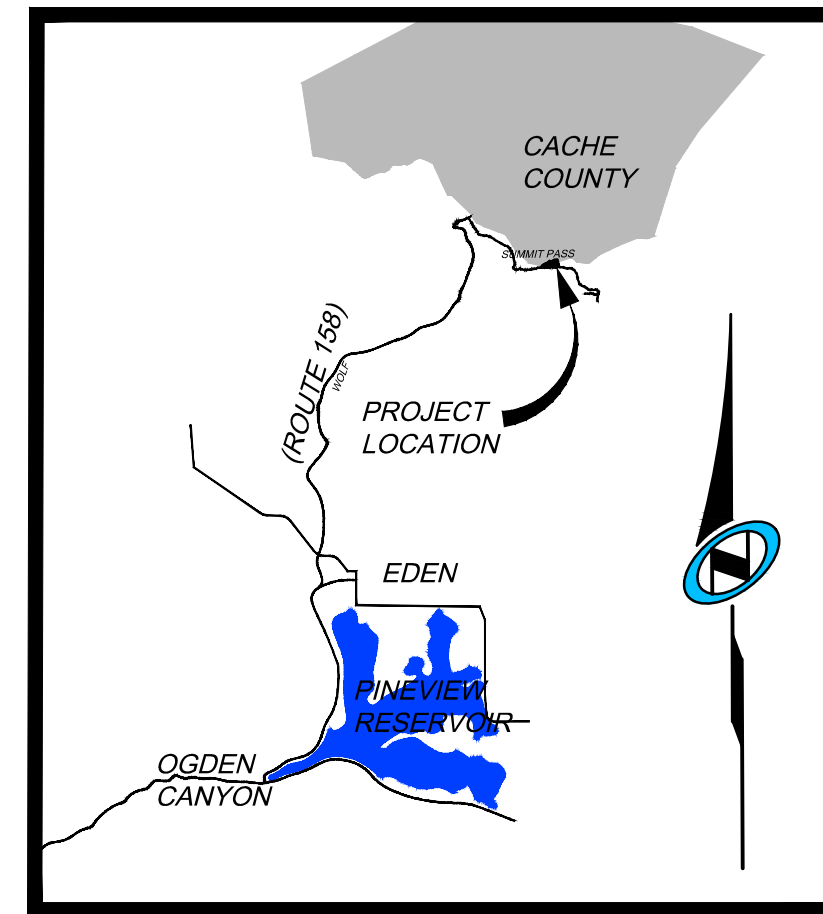 CACHE
COUNTY
SUMMIT PASS
(ROUTE 158)
WOLF
PROJECT
LOCATION
N
EDEN
PINEVIEW
RESERVOIR
OGDEN
CANYON